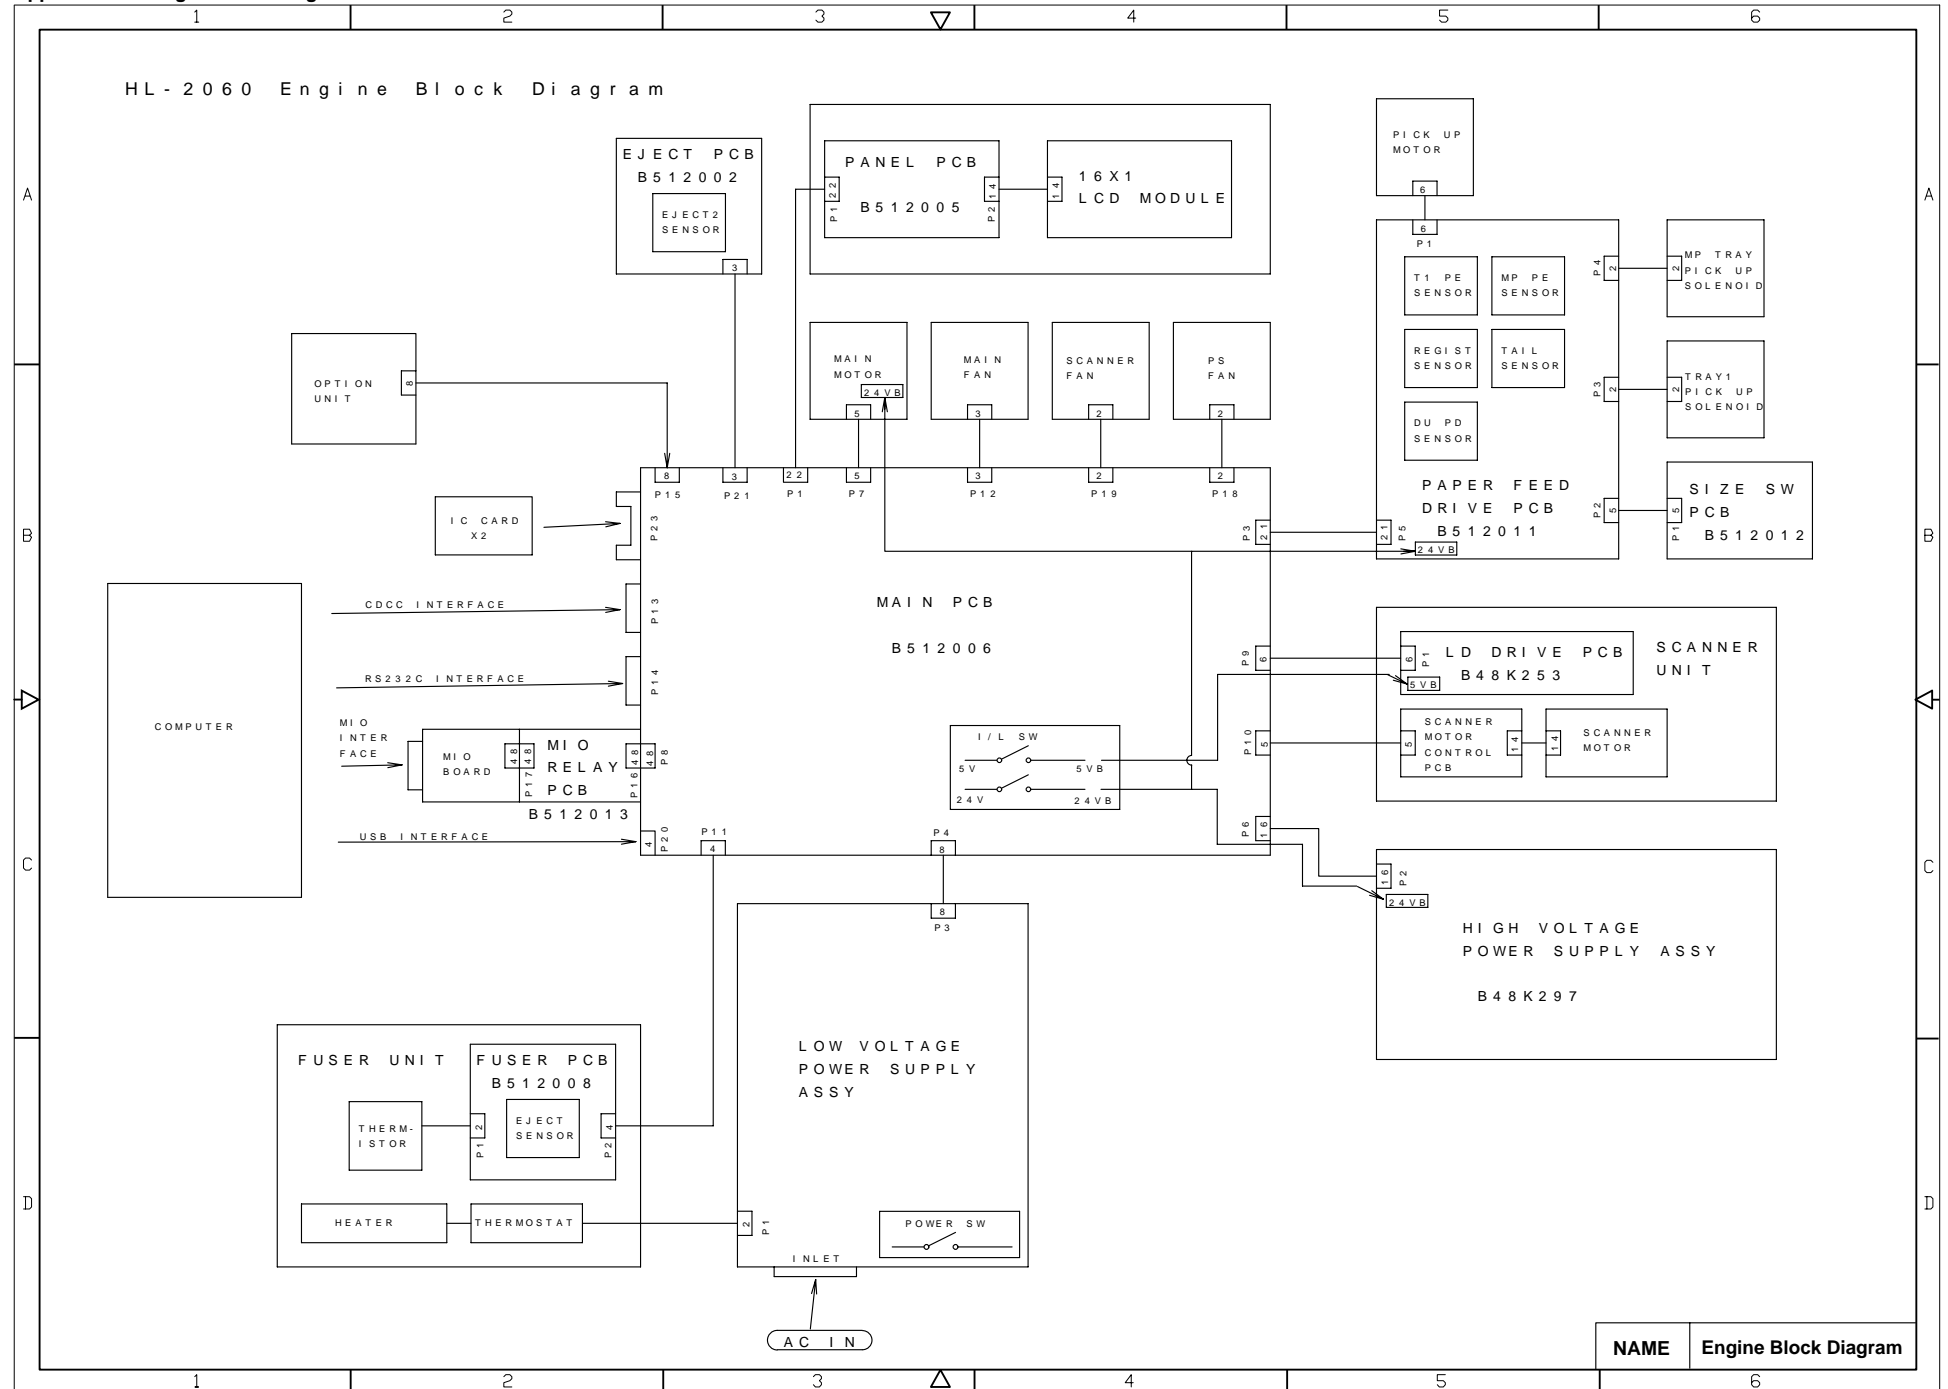 1 2 3 4 5 6
HL-2060 Engine Block Diagram
A
A
EJECT PCB
B512002
EJECT2
SENSOR
3
PANEL PCB
B512005
P1
22
P2
14
14
16X1
LCD MODULE
PICK UP
MOTOR
6
6
P1
T1 PE
SENSOR
MP PE
SENSOR
REGIST
SENSOR
TAIL
SENSOR
DU PD
SENSOR
PAPER FEED
DRIVE PCB
B512011
P4
2
P3
2
P2
5
21
P5
24VB
2
MP TRAY
PICK UP
SOLENOID
2
TRAY1
PICK UP
SOLENOID
5
P1
SIZE SW
PCB
B512012
OPTION
UNIT
8
MAIN
MOTOR
24VB
5
MAIN
FAN
3
SCANNER
FAN
2
PS
FAN
2
B
B
8
P15
3
P21
22
P1
5
P7
3
P12
2
P19
2
P18
IC CARD
X2
P23
P3
21
COMPUTER
CDCC INTERFACE
P13
RS232C INTERFACE
P14
MAIN PCB
B512006
MIO
INTER
FACE
MIO
BOARD
48
48
P17
MIO
RELAY
PCB
B512013
48
48
P16
P8
USB INTERFACE
4
P20
P11
4
P4
8
I/L SW
5V
5VB
24V
24VB
P9
6
P10
5
P6
16
6
P1
LD DRIVE PCB
B48K253
5VB
SCANNER
UNIT
5
SCANNER
MOTOR
CONTROL
PCB
14
14
SCANNER
MOTOR
C
C
16
P2
24VB
HIGH VOLTAGE
POWER SUPPLY ASSY
B48K297
8
P3
LOW VOLTAGE
POWER SUPPLY
ASSY
FUSER UNIT
FUSER PCB
B512008
THERM-
ISTOR
2
P1
EJECT
SENSOR
4
P2
HEATER
THERMOSTAT
2
P1
POWER SW
INLET
AC IN
D
D
NAME
Engine Block Diagram
1 2 3 4 5 6